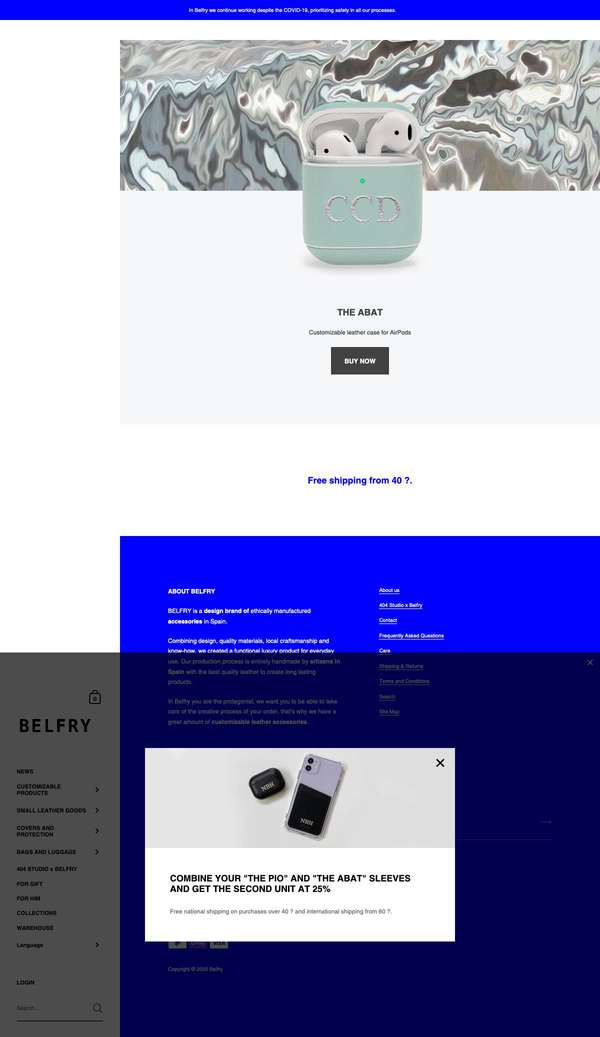 In Belfry we continue working despite the COVID-19, prioritizing safety in all our processes.
CCD
THE ABAT
Customizable leather case for AirPods
BUY NOW
Free shipping from 40 ?.
ABOUT BELFRY
BELFRY is a design brand of ethically manufactured
accessories in Spain.
Combining design, quality materials, local craftsmanship and
know-how, we created a functional luxury product for everyday
use. Our production process is entirely handmade by artisans in
Spain with the best quality leather to create long lasting
products.
In Belfry you are the protagonist, we want you to be able to take
care of the creative process of your order, that's why we have a
great amount of customizable leather accessories.
About us
404 Studio x Belfry
Contact
Frequently Asked Questions
Care
Shipping & Returns
Terms and Conditions
Search
Site Map
0
BELFRY
NEWS
CUSTOMIZABLE
PRODUCTS
SMALL LEATHER GOODS
COVERS AND
PROTECTION
BAGS AND LUGGAGE
404 STUDIO x BELFRY
FOR GIFT
FOR HIM
COLLECTIONS
WAREHOUSE
Language
LOGIN
Search...
NBH
NBH
COMBINE YOUR "THE PIO" AND "THE ABAT" SLEEVES
AND GET THE SECOND UNIT AT 25%
Free national shipping on purchases over 40 ? and international shipping from 60 ?.
VISA
Copyright © 2020 Belfry